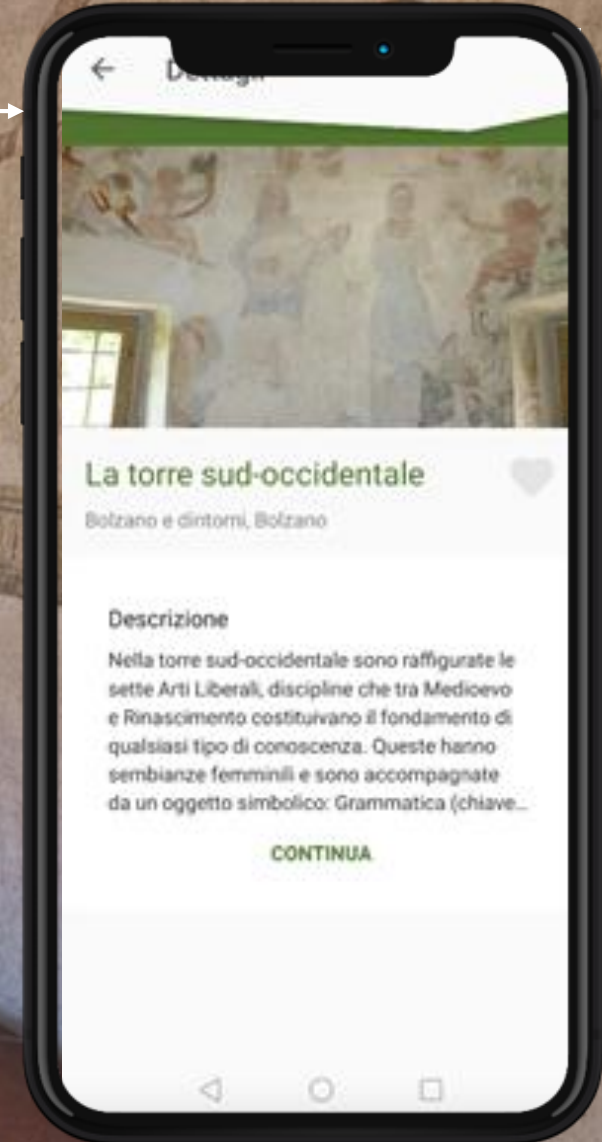 La torre sud-occidentale
Bolzano e dintorni, Bolzano
Descrizione
Nella torre sud-occidentale sono raffigurate le
sette Arti Liberali, discipline che tra Medioevo
e Rinascimento costituivano il fondamento di
qualsiasi tipo di conoscenza. Queste hanno
sembianze femminili e sono accompagnate
da un oggetto simbolico: Grammatica (chiave...
CONTINUA